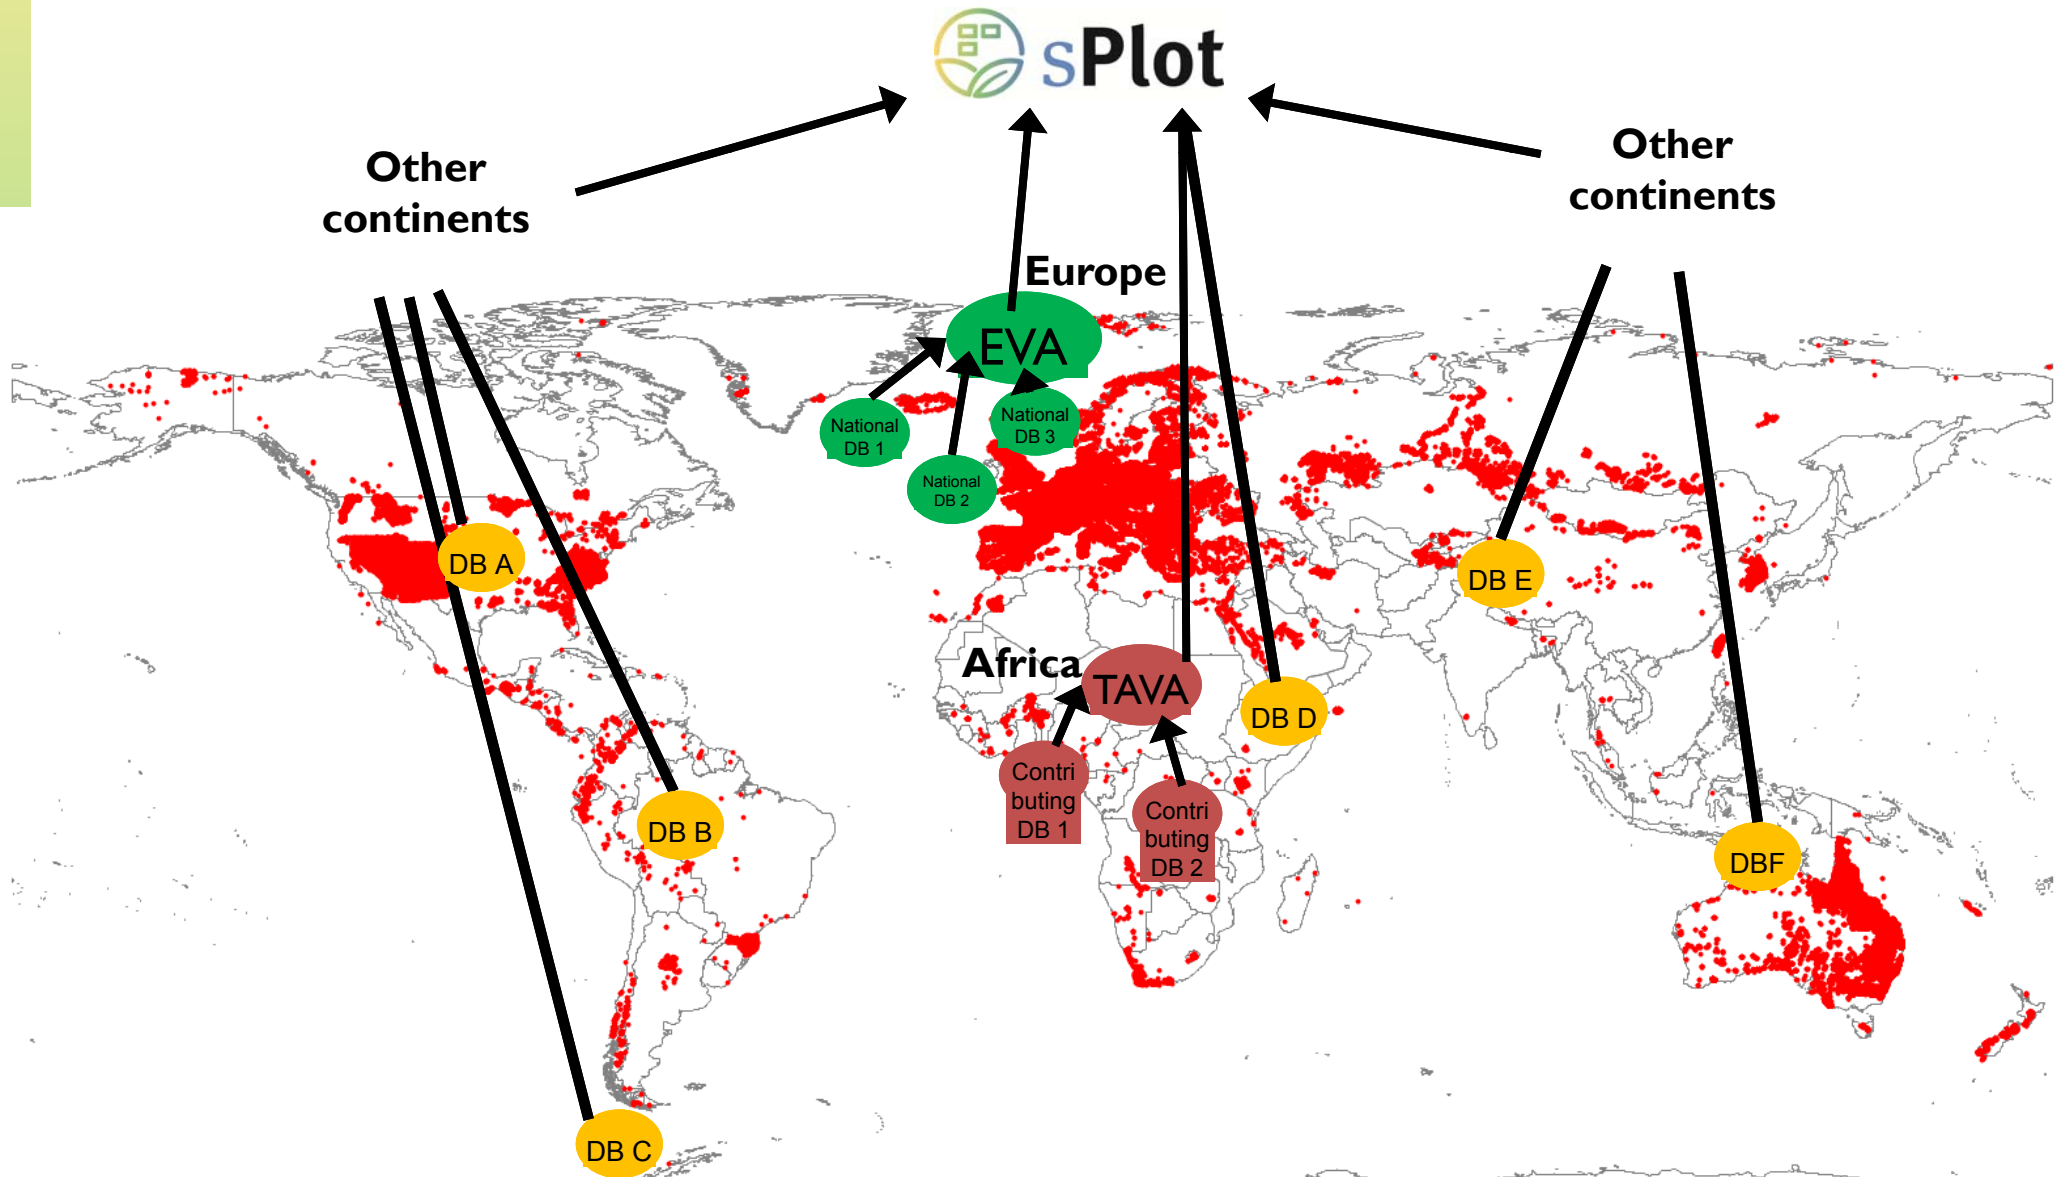 sPlot
Other
continents
Other
continents
Europe
EVA
National
DB 1
National
DB 2
National
DB 3
DB A
DB E
Africa
TAVA
DB D
Contri
buting
DB 1
Contri
buting
DB 2
DB B
DBF
DB C